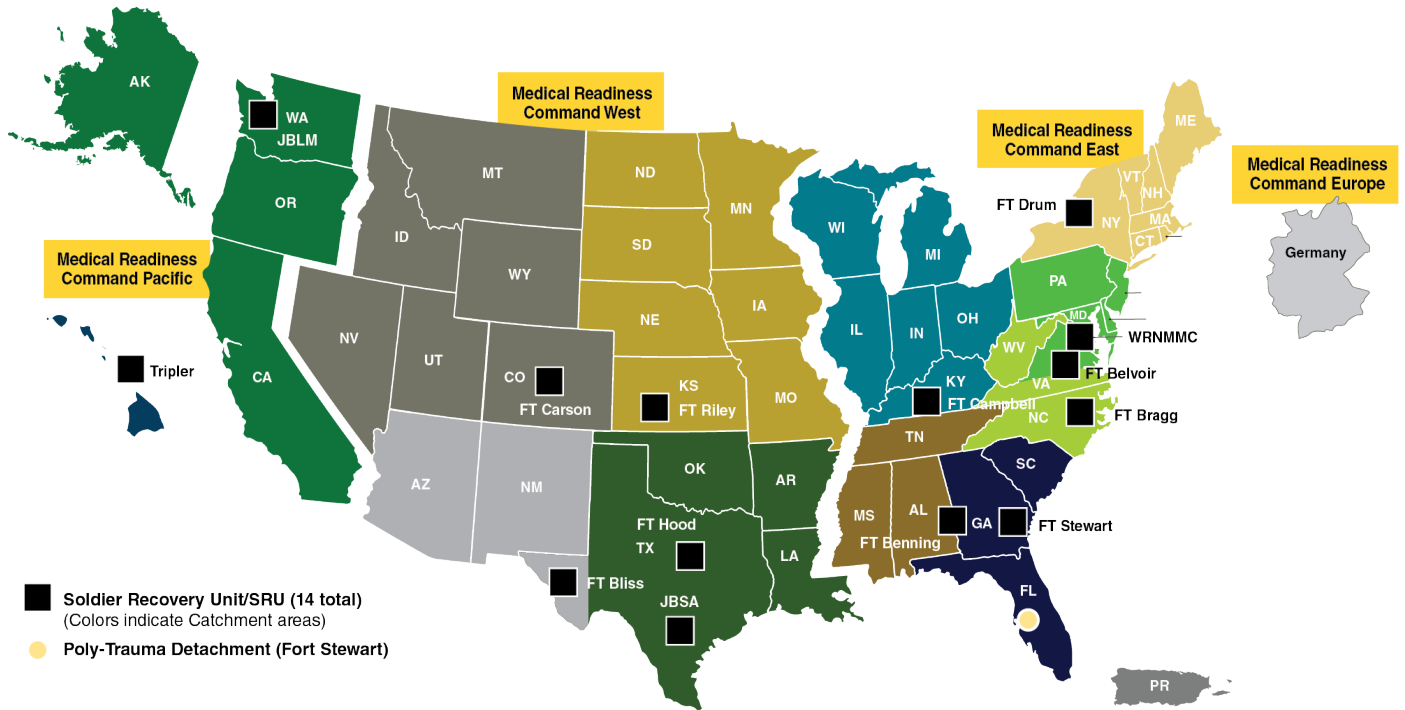 AK
WA
JBLM
OR
CA
Medical Readiness
Command Pacific
Tripler
Medical Readiness
Command West
MT
ID
WY
NV
UT
CO
FT Carson
AZ
NM
ND
SD
NE
KS
FT Riley
MN
IA
MO
OK
AR
FT Hood
TX
LA
FT Bliss
JBSA
WI
MI
IL
IN
OH
KY
FT Campbell
TN
MS
AL
FT Benning
GA
FT Stewart
SC
FL
Medical Readiness
Command East
ME
VT
NH
MA
CT
NY
FT Drum
PA
MD
WRNMMC
WV
VA
FT Belvoir
NC
FT Bragg
Medical Readiness
Command Europe
Germany
PR
Soldier Recovery Unit/SRU (14 total)
(Colors indicate Catchment areas)
Poly-Trauma Detachment (Fort Stewart)